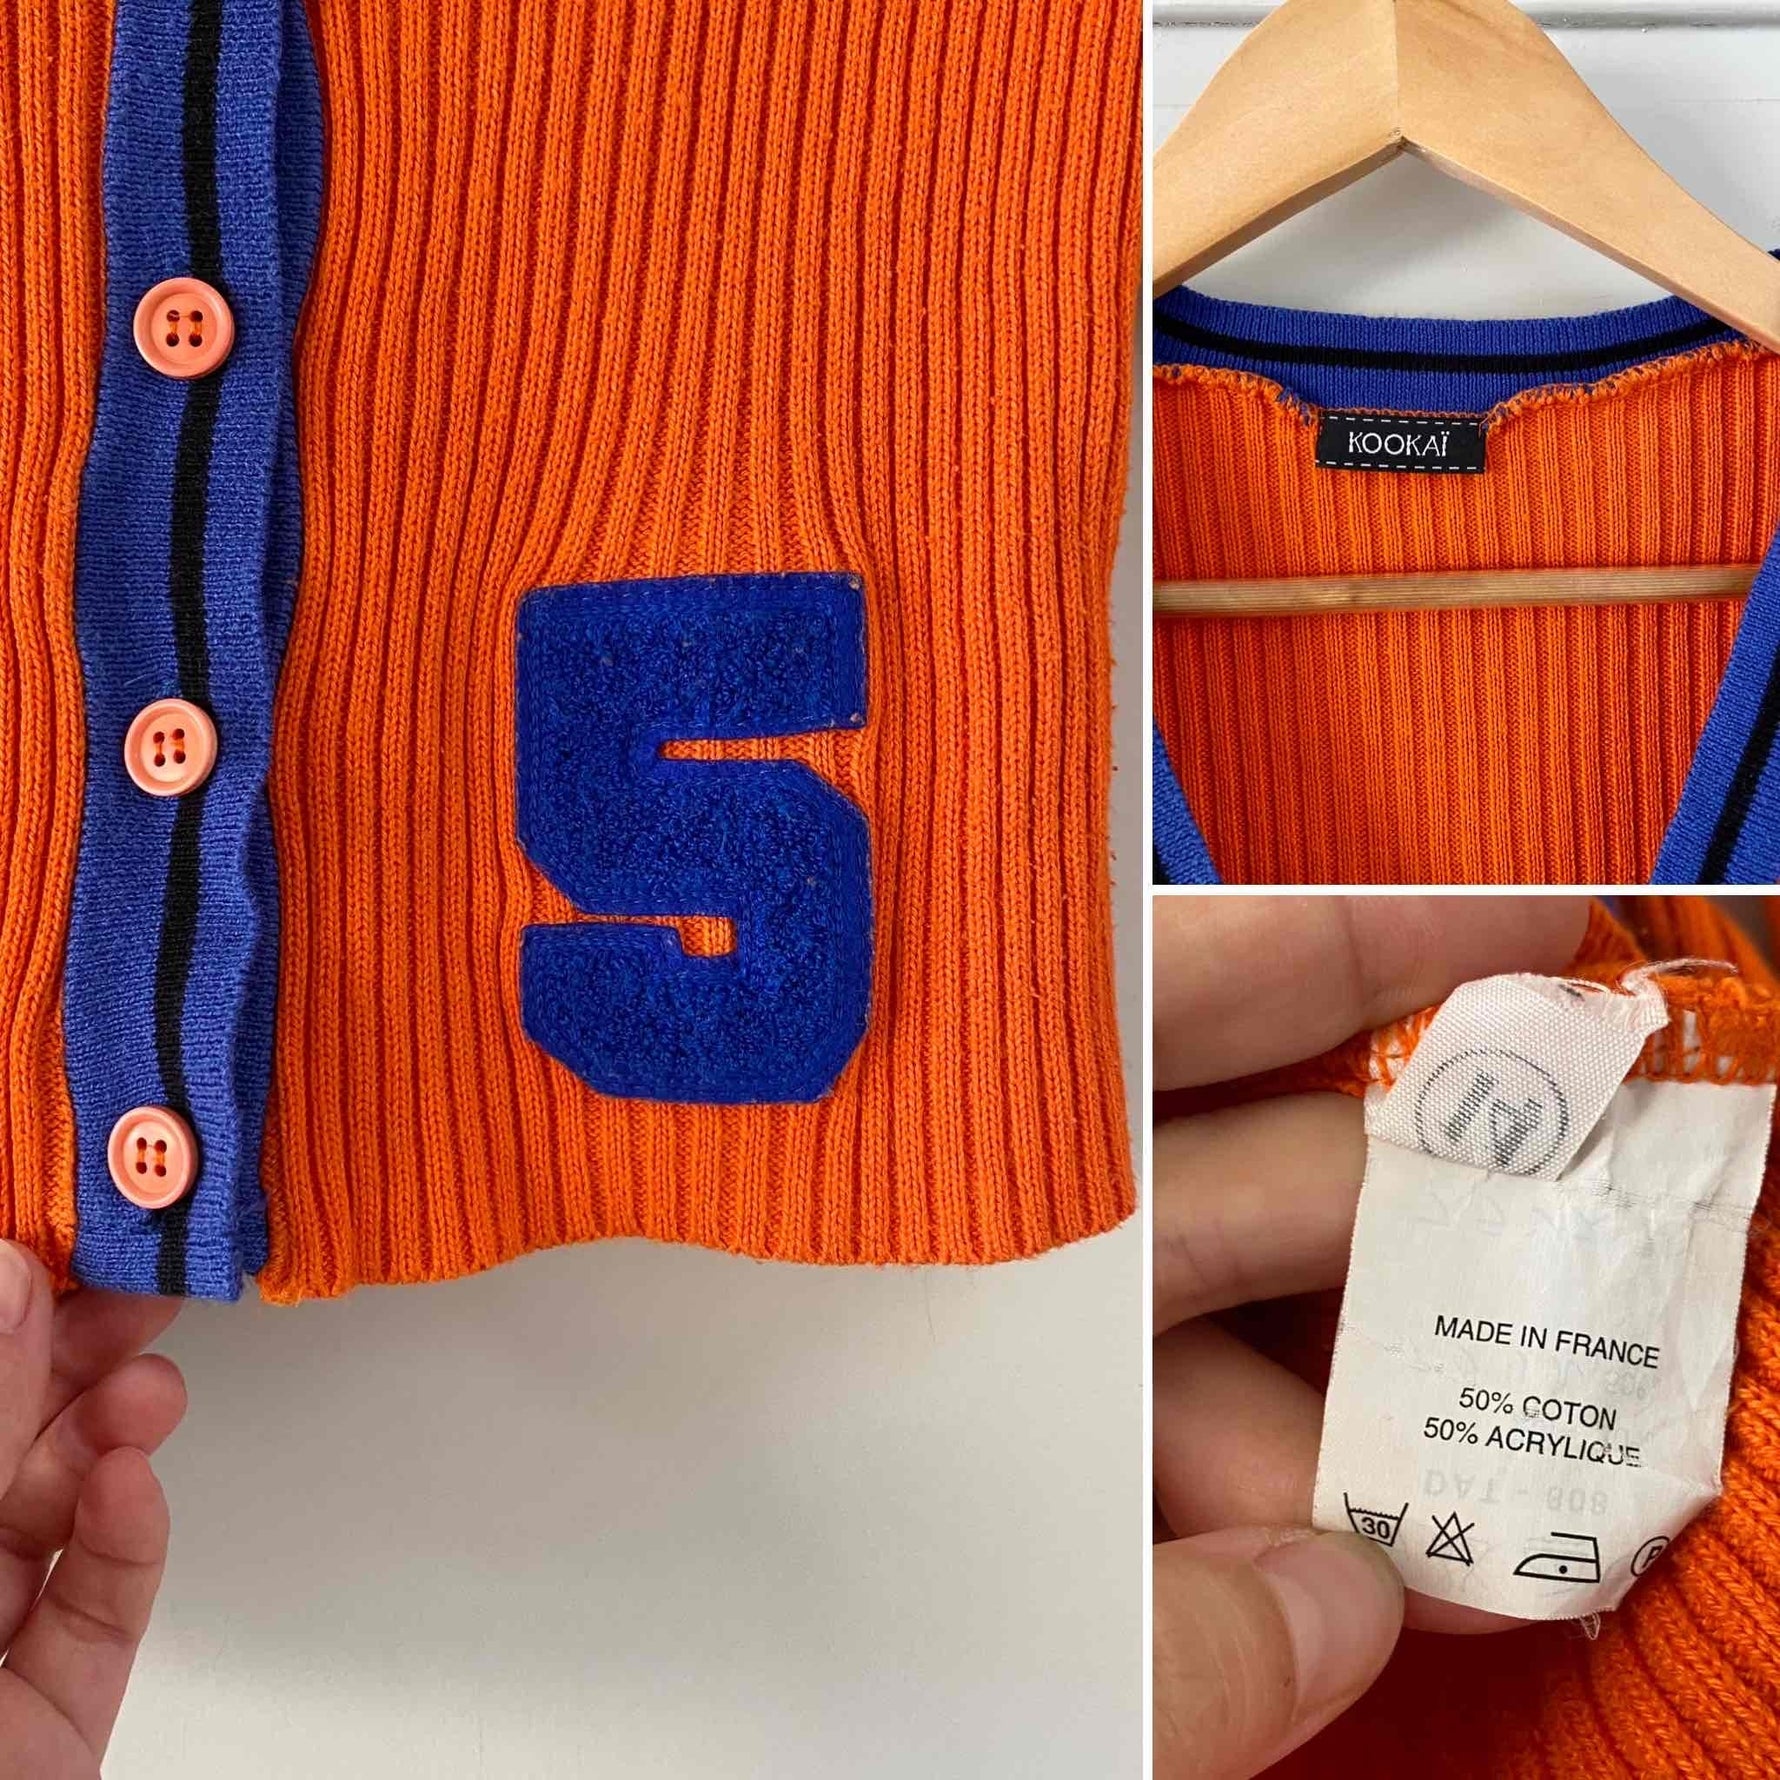 5
KOOKAÏ
MADE IN FRANCE
50% COTON
50% ACRYLIQUE
30
P